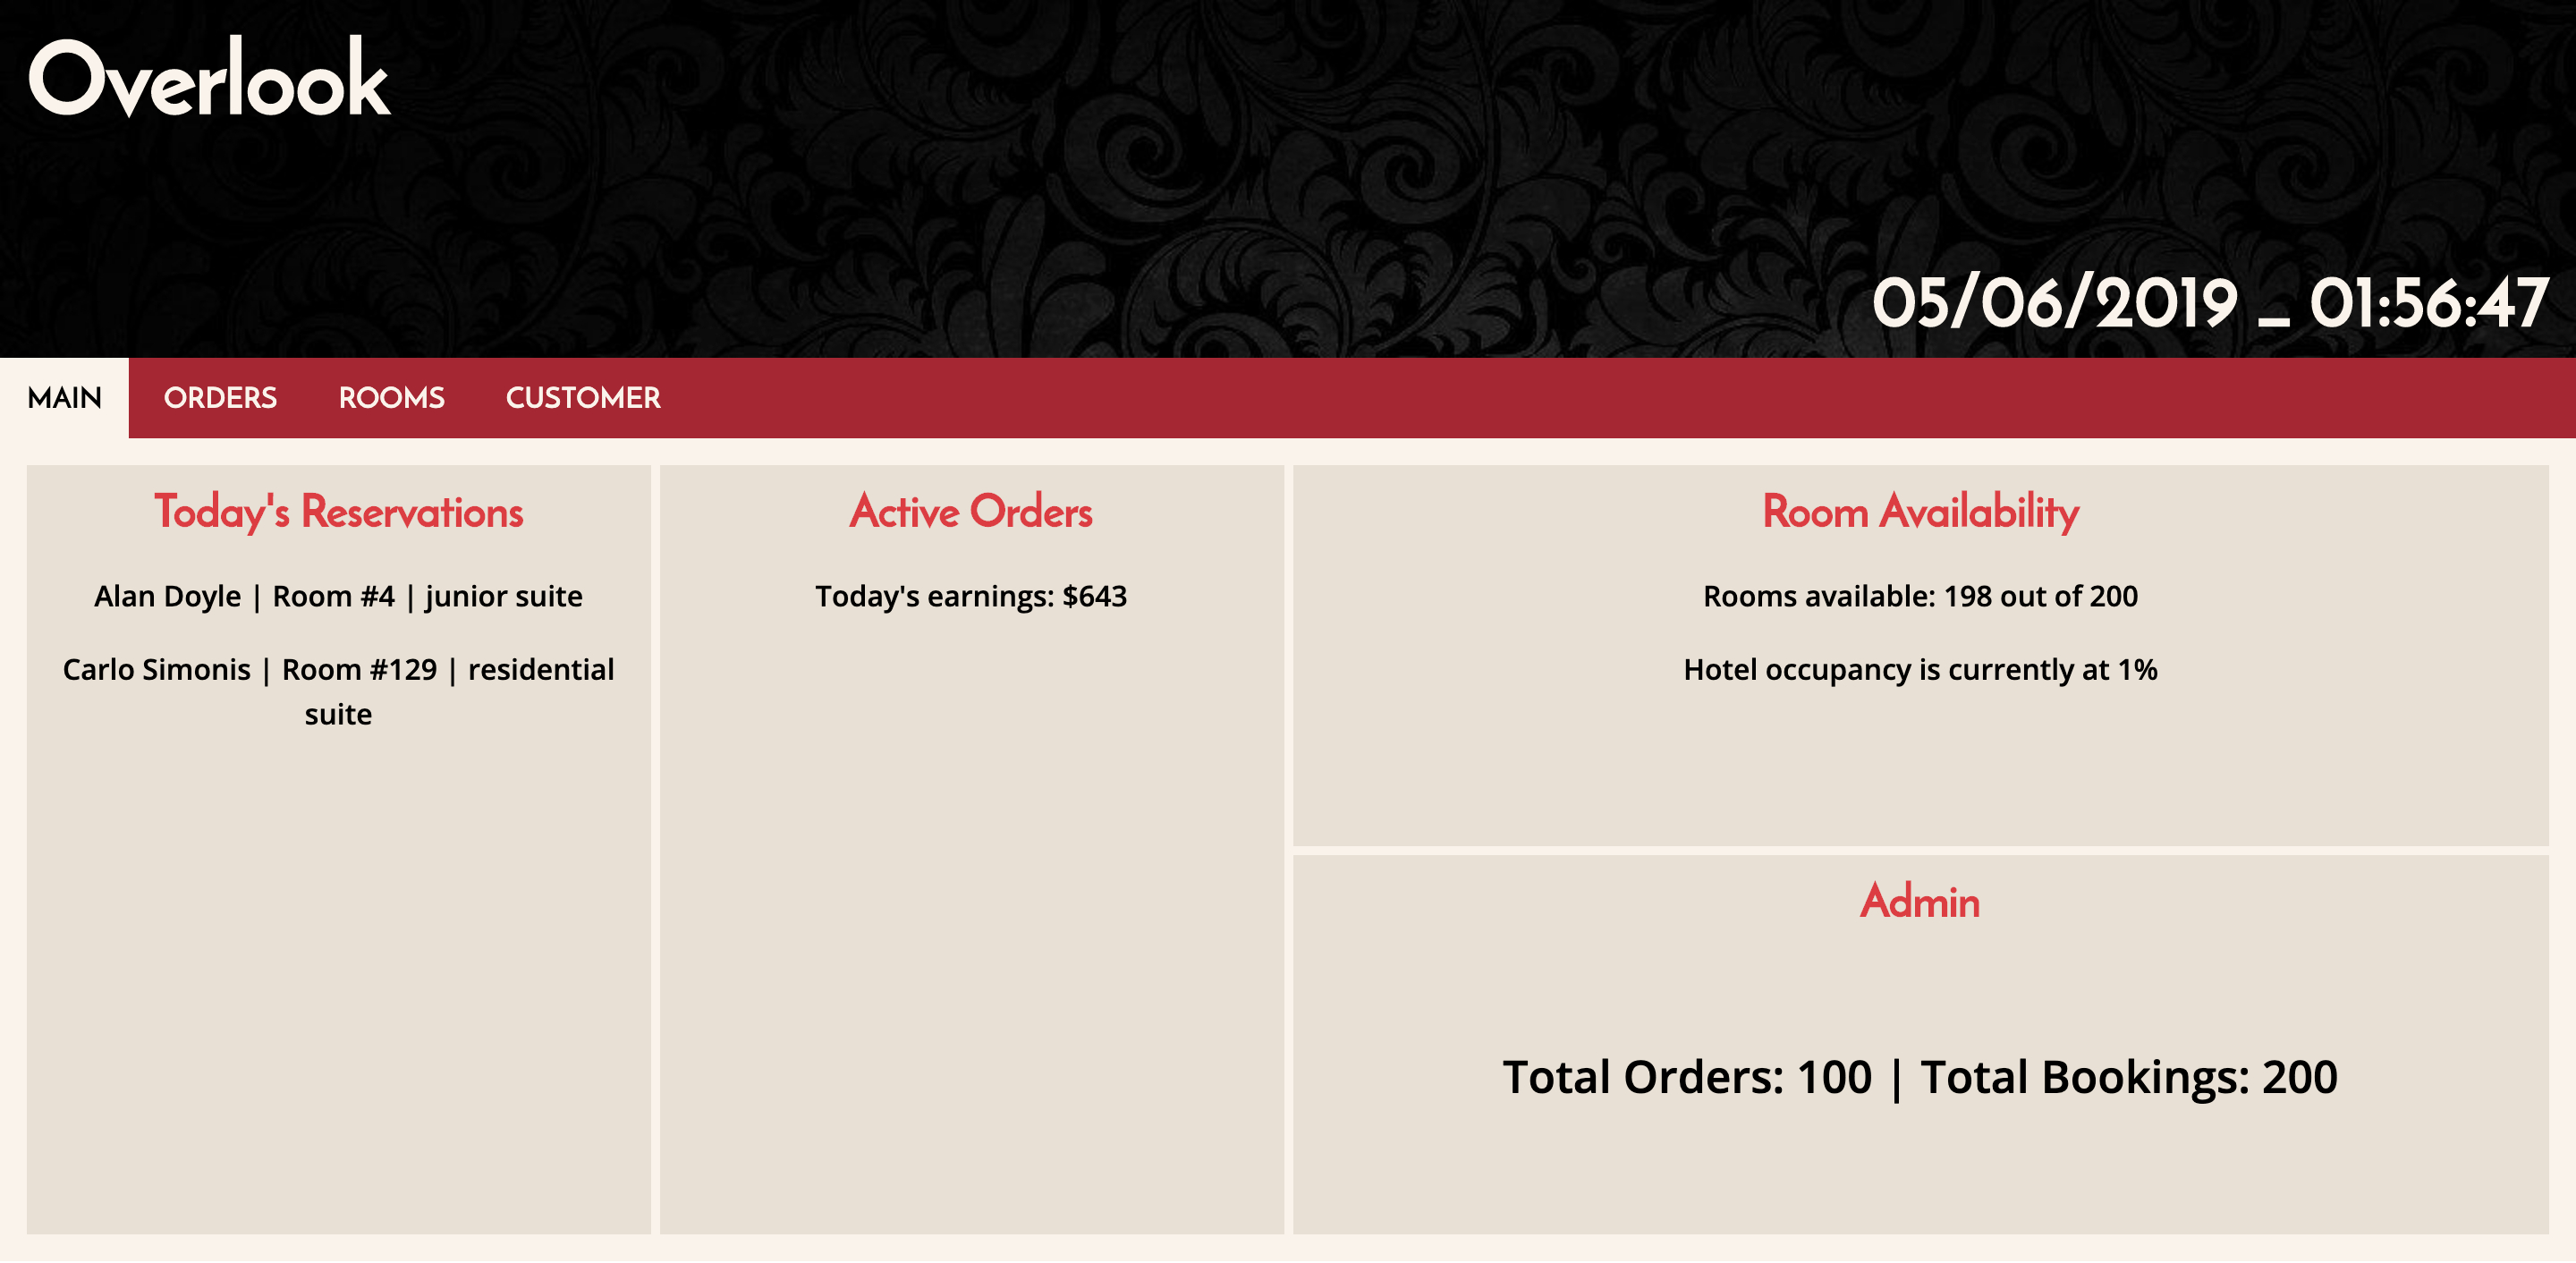 Overlook
05/06/2019 _ 01:56:47
MAIN ORDERS ROOMS CUSTOMER
Today's Reservations
Alan Doyle | Room #4 | junior suite
Carlo Simonis | Room #129 | residential
suite
Active Orders
Today's earnings: $643
Room Availability
Rooms available: 198 out of 200
Hotel occupancy is currently at 1%
Admin
Total Orders: 100 | Total Bookings: 200